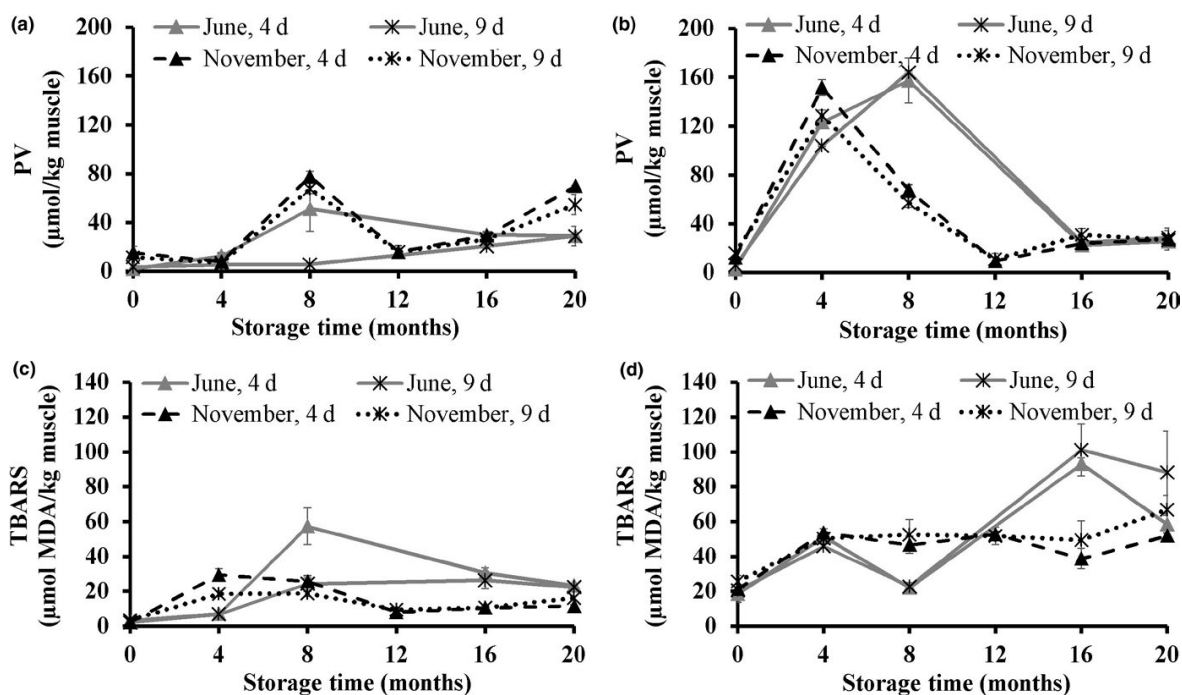 (a)
June, 4 d
June, 9 d
November, 4 d
November, 9 d
PV
(µmol/kg muscle)
200
160
120
80
40
0
0 4 8 12 16 20
Storage time (months)
(b)
June, 4 d
June, 9 d
November, 4 d
November, 9 d
PV
(µmol/kg muscle)
200
160
120
80
40
0
0 4 8 12 16 20
Storage time (months)
(c)
June, 4 d
June, 9 d
November, 4 d
November, 9 d
TBARS
(µmol MDA/kg muscle)
140
120
100
80
60
40
20
0
0 4 8 12 16 20
Storage time (months)
(d)
June, 4 d
June, 9 d
November, 4 d
November, 9 d
TBARS
(µmol MDA/kg muscle)
140
120
100
80
60
40
20
0
0 4 8 12 16 20
Storage time (months)